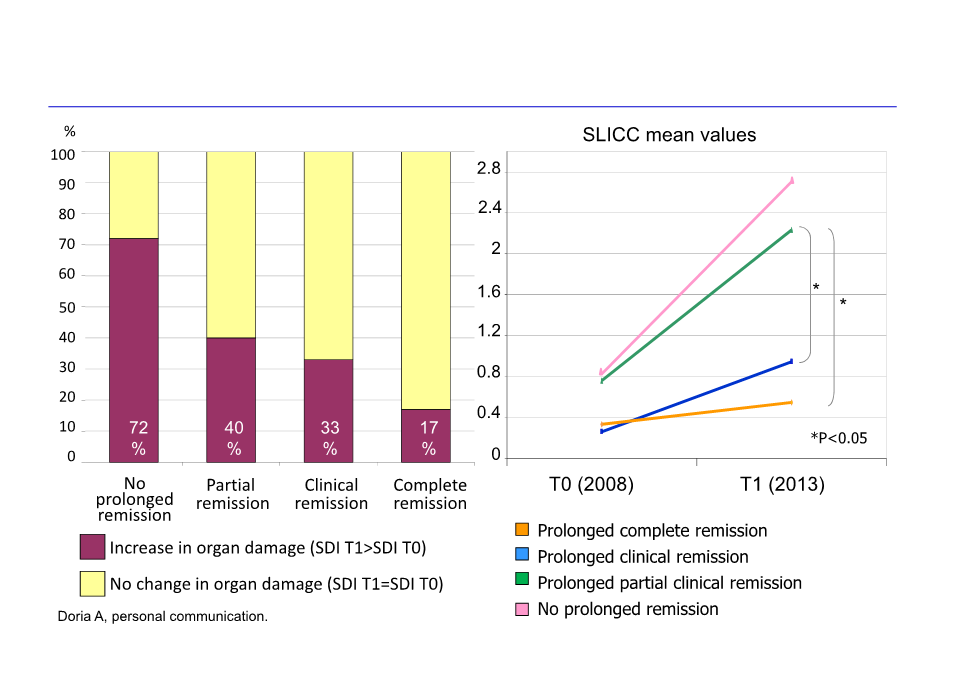 %
100
90
80
70
60
50
40
30
20
10
0
72
%
40
%
33
%
17
%
No
prolonged
remission
Partial
remission
Clinical
remission
Complete
remission
Increase in organ damage (SDI T1>SDI T0)
No change in organ damage (SDI T1=SDI T0)
Doria A, personal communication.
SLICC mean values
2.8
2.4
2
1.6
1.2
0.8
0.4
0
*
*
*P<0.05
T0 (2008)
T1 (2013)
Prolonged complete remission
Prolonged clinical remission
Prolonged partial clinical remission
No prolonged remission